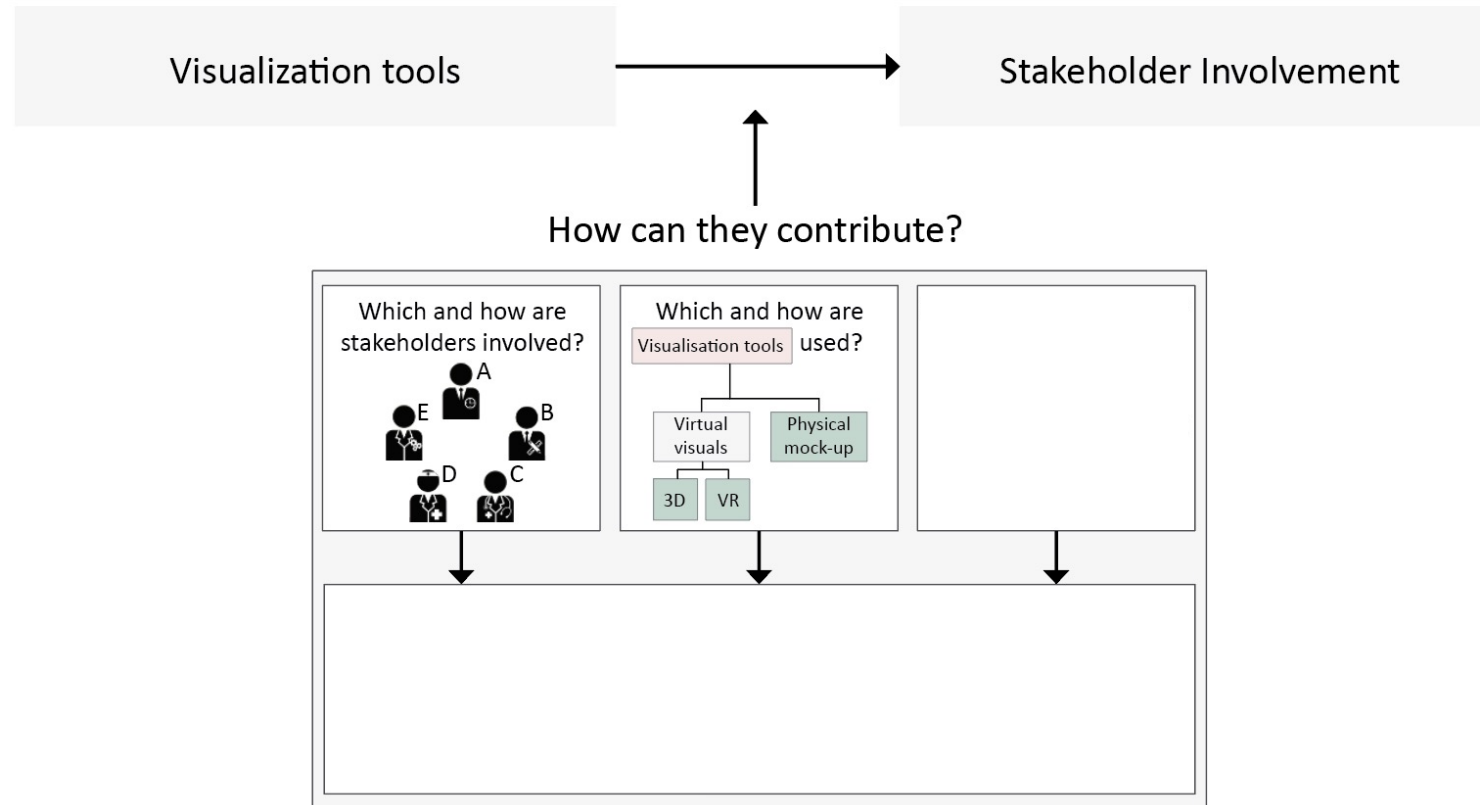 Visualization tools
Stakeholder Involvement
How can they contribute?
Which and how are
stakeholders involved?
A
E
B
D
C
Which and how are
Visualisation tools used?
Virtual
visuals
Physical
mock-up
3D
VR